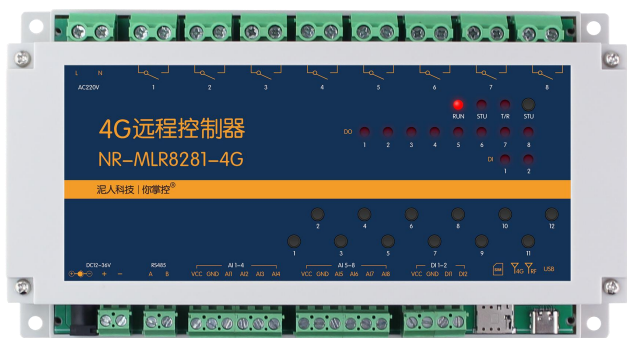 L N
AC220V 1 2 3 4 5 6 7 8
RUN STU T/R STU
4G远程控制器
DO 1 2 3 4 5 6 7 8
NR-MLR8281-4G
DI 1 2
泥人科技 | 你掌控®
2 4 6 8 10 12
1 3 5 7 9 11
DC12-36V RS485 AI 1-4 AI 5-8 DI 1-2
+ − A B VCC GND AI1 AI2 AI3 AI4 VCC GND AI5 AI6 AI7 AI8 VCC GND DI1 DI2 SIM 4G RF USB